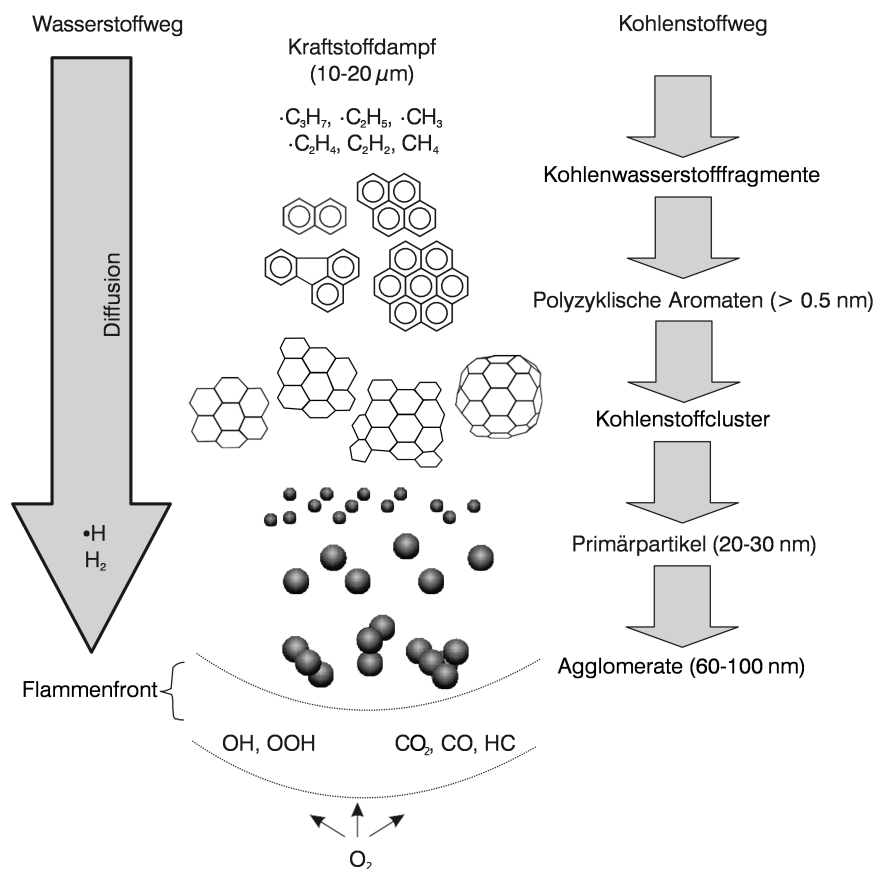 Wasserstoffweg
Kohlenstoffweg
Kraftstoffdampf
(10-20 µm)
·C₃H₇, ·C₂H₅, ·CH₃
·C₂H₄, C₂H₂, CH₄
Kohlenwasserstofffragmente
Diffusion
Polyzyklische Aromaten (> 0.5 nm)
Kohlenstoffcluster
•H
H₂
Primärpartikel (20-30 nm)
Agglomerate (60-100 nm)
Flammenfront
OH, OOH
CO₂, CO, HC
O₂